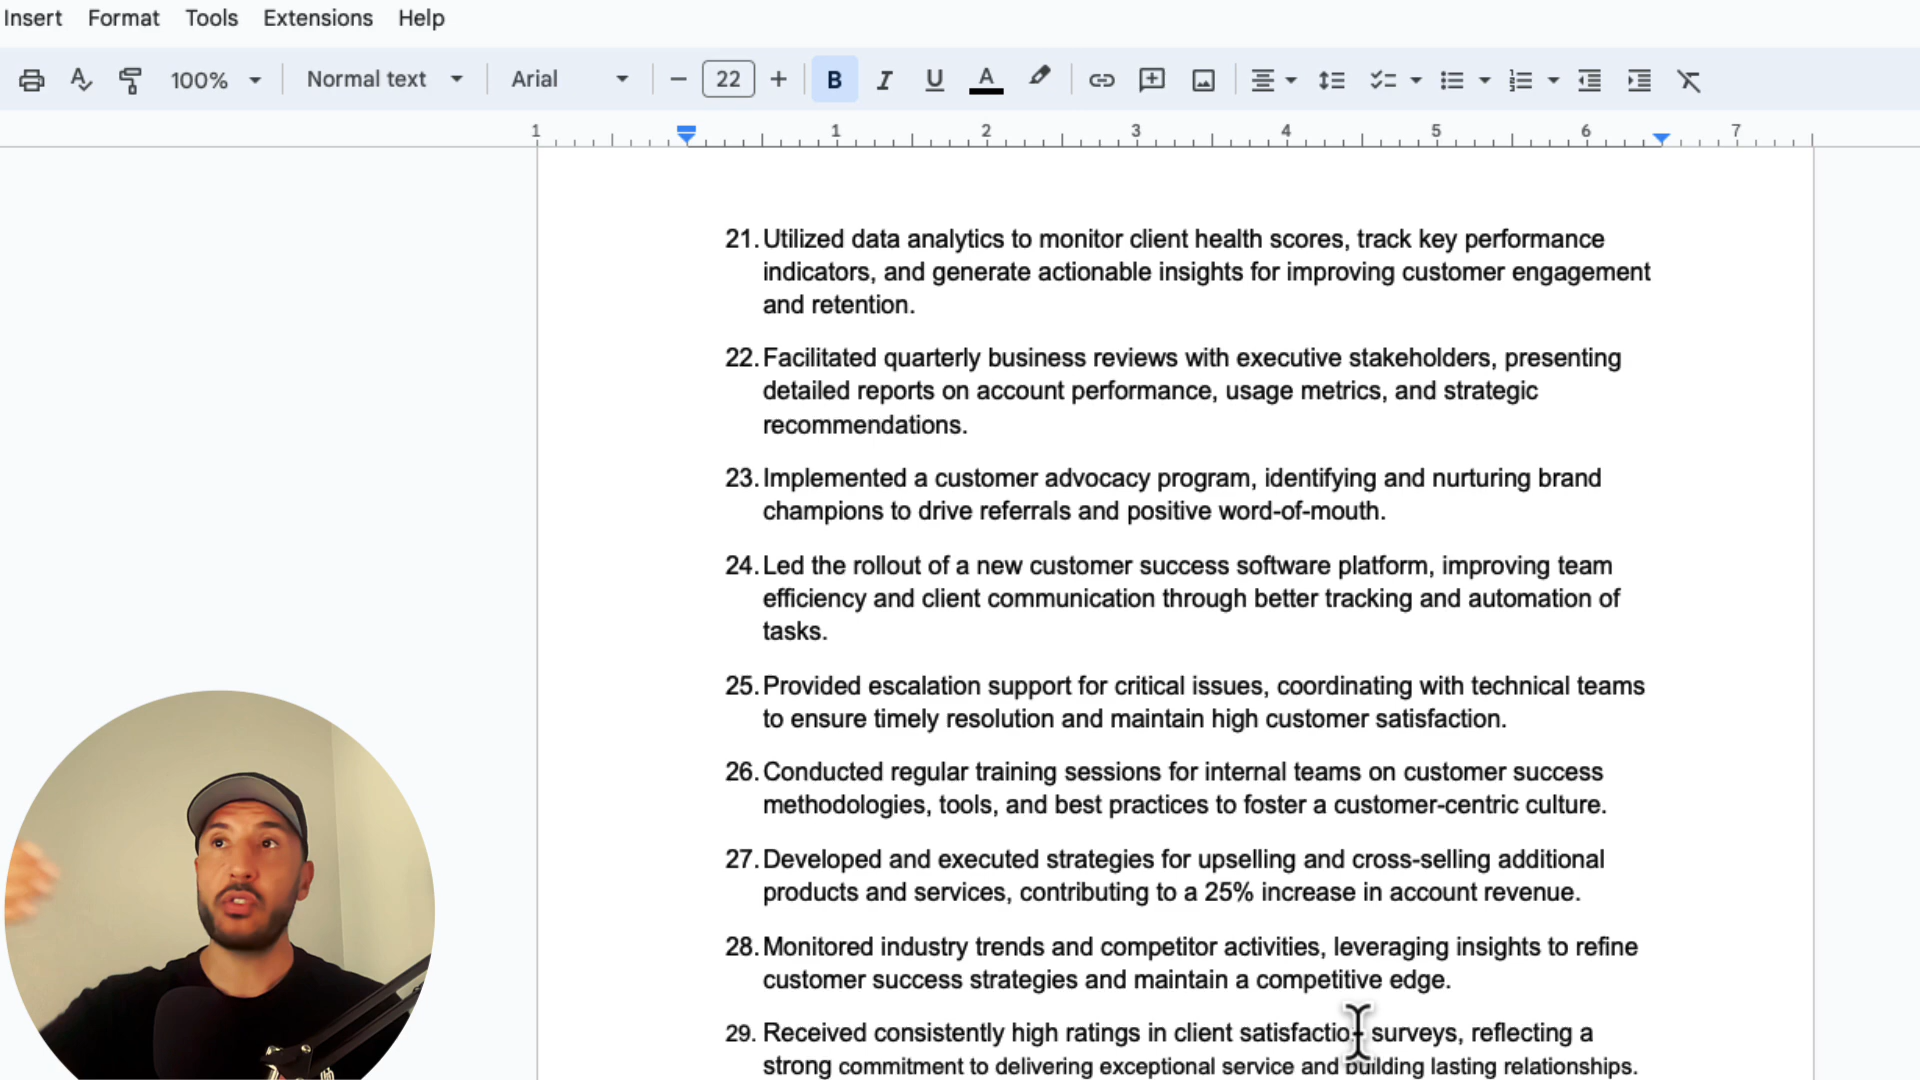 Insert Format Tools Extensions Help
100% Normal text Arial 22 B I U A
1 1 2 3 4 5 6 7
21. Utilized data analytics to monitor client health scores, track key performance
indicators, and generate actionable insights for improving customer engagement
and retention.
22. Facilitated quarterly business reviews with executive stakeholders, presenting
detailed reports on account performance, usage metrics, and strategic
recommendations.
23. Implemented a customer advocacy program, identifying and nurturing brand
champions to drive referrals and positive word-of-mouth.
24. Led the rollout of a new customer success software platform, improving team
efficiency and client communication through better tracking and automation of
tasks.
25. Provided escalation support for critical issues, coordinating with technical teams
to ensure timely resolution and maintain high customer satisfaction.
26. Conducted regular training sessions for internal teams on customer success
methodologies, tools, and best practices to foster a customer-centric culture.
27. Developed and executed strategies for upselling and cross-selling additional
products and services, contributing to a 25% increase in account revenue.
28. Monitored industry trends and competitor activities, leveraging insights to refine
customer success strategies and maintain a competitive edge.
29. Received consistently high ratings in client satisfaction surveys, reflecting a
strong commitment to delivering exceptional service and building lasting relationships.